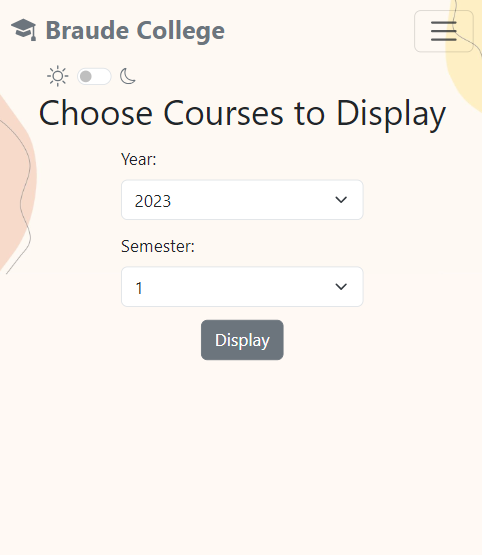 Braude College
Choose Courses to Display
Year:
2023
Semester:
1
Display